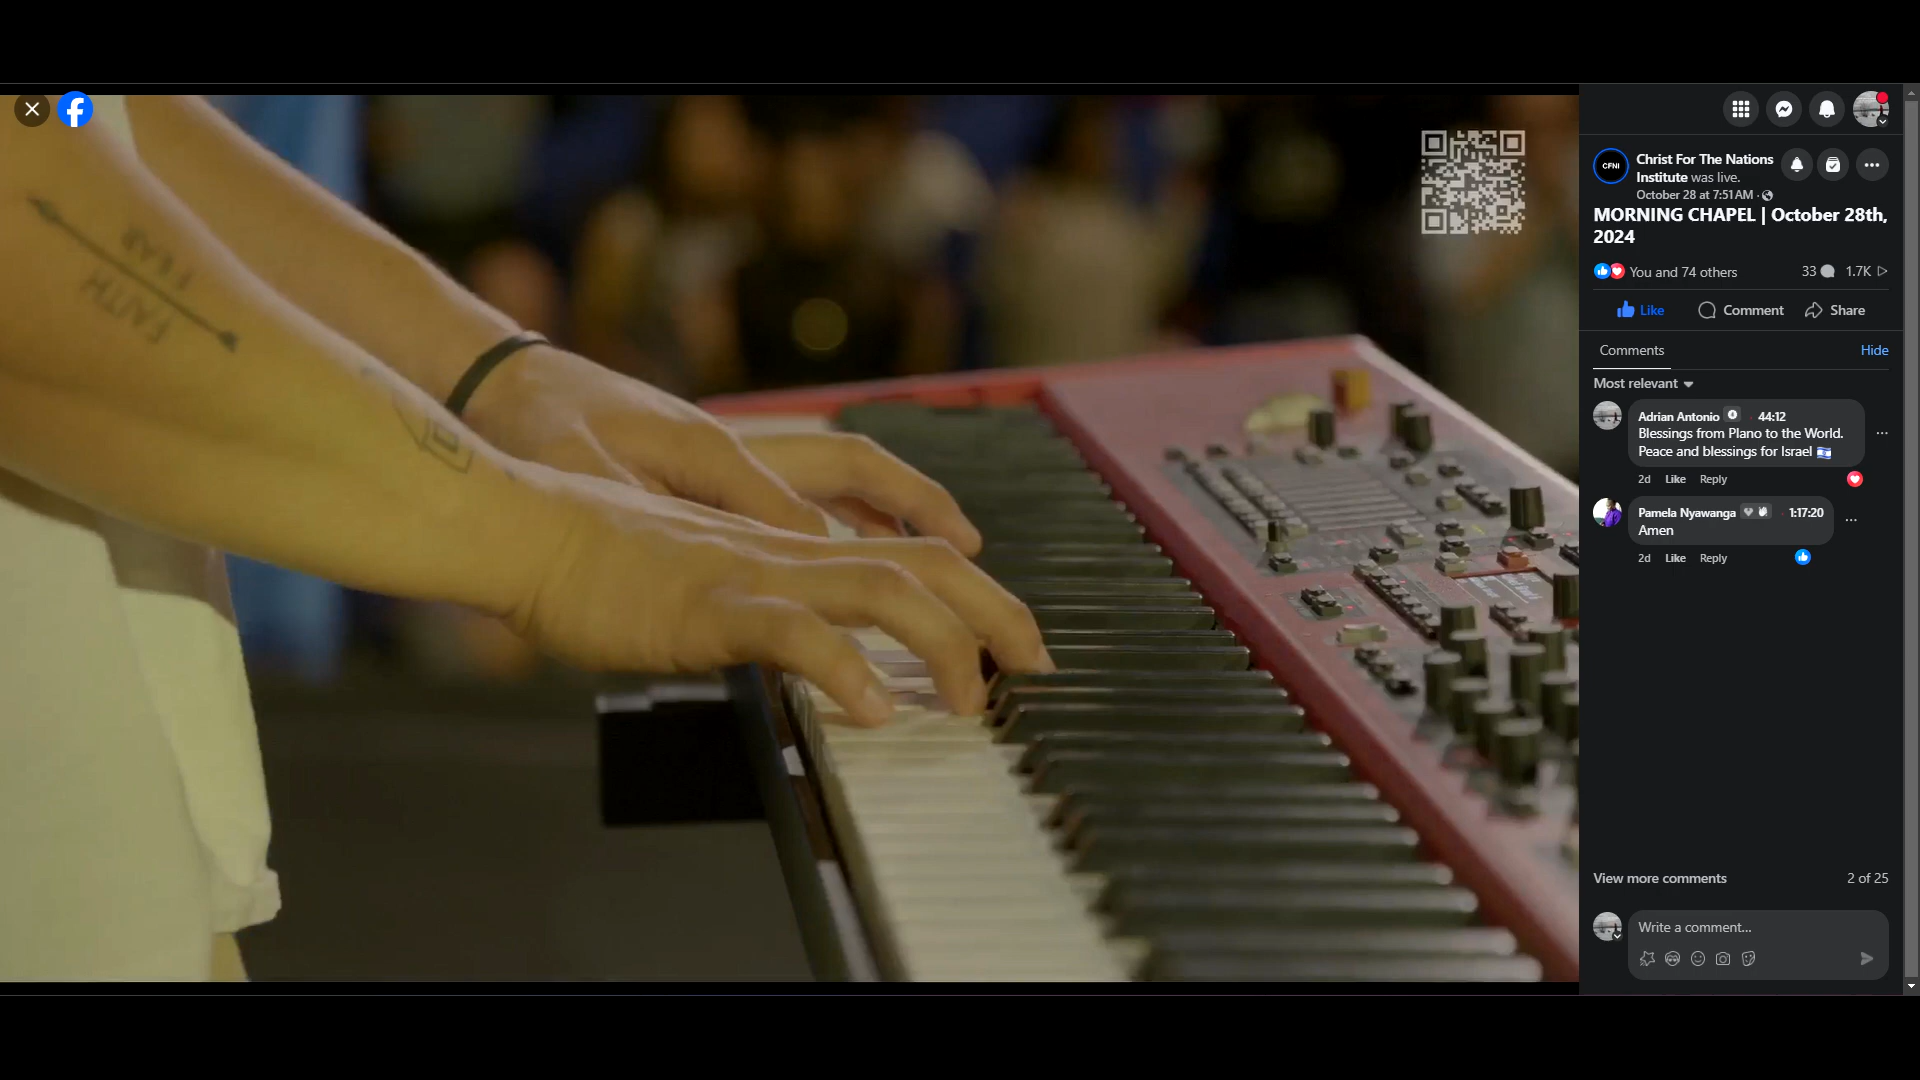 FEAR
FAITH
CFNI
Christ For The Nations
Institute was live.
October 28 at 7:51 AM ·
MORNING CHAPEL | October 28th,
2024
You and 74 others
33
1.7K
Like
Comment
Share
Comments
Hide
Most relevant
Adrian Antonio · 44:12
Blessings from Plano to the World.
Peace and blessings for Israel 🇮🇱
2d Like Reply
Pamela Nyawanga · 1:17:20
Amen
2d Like Reply
View more comments
2 of 25
Write a comment...